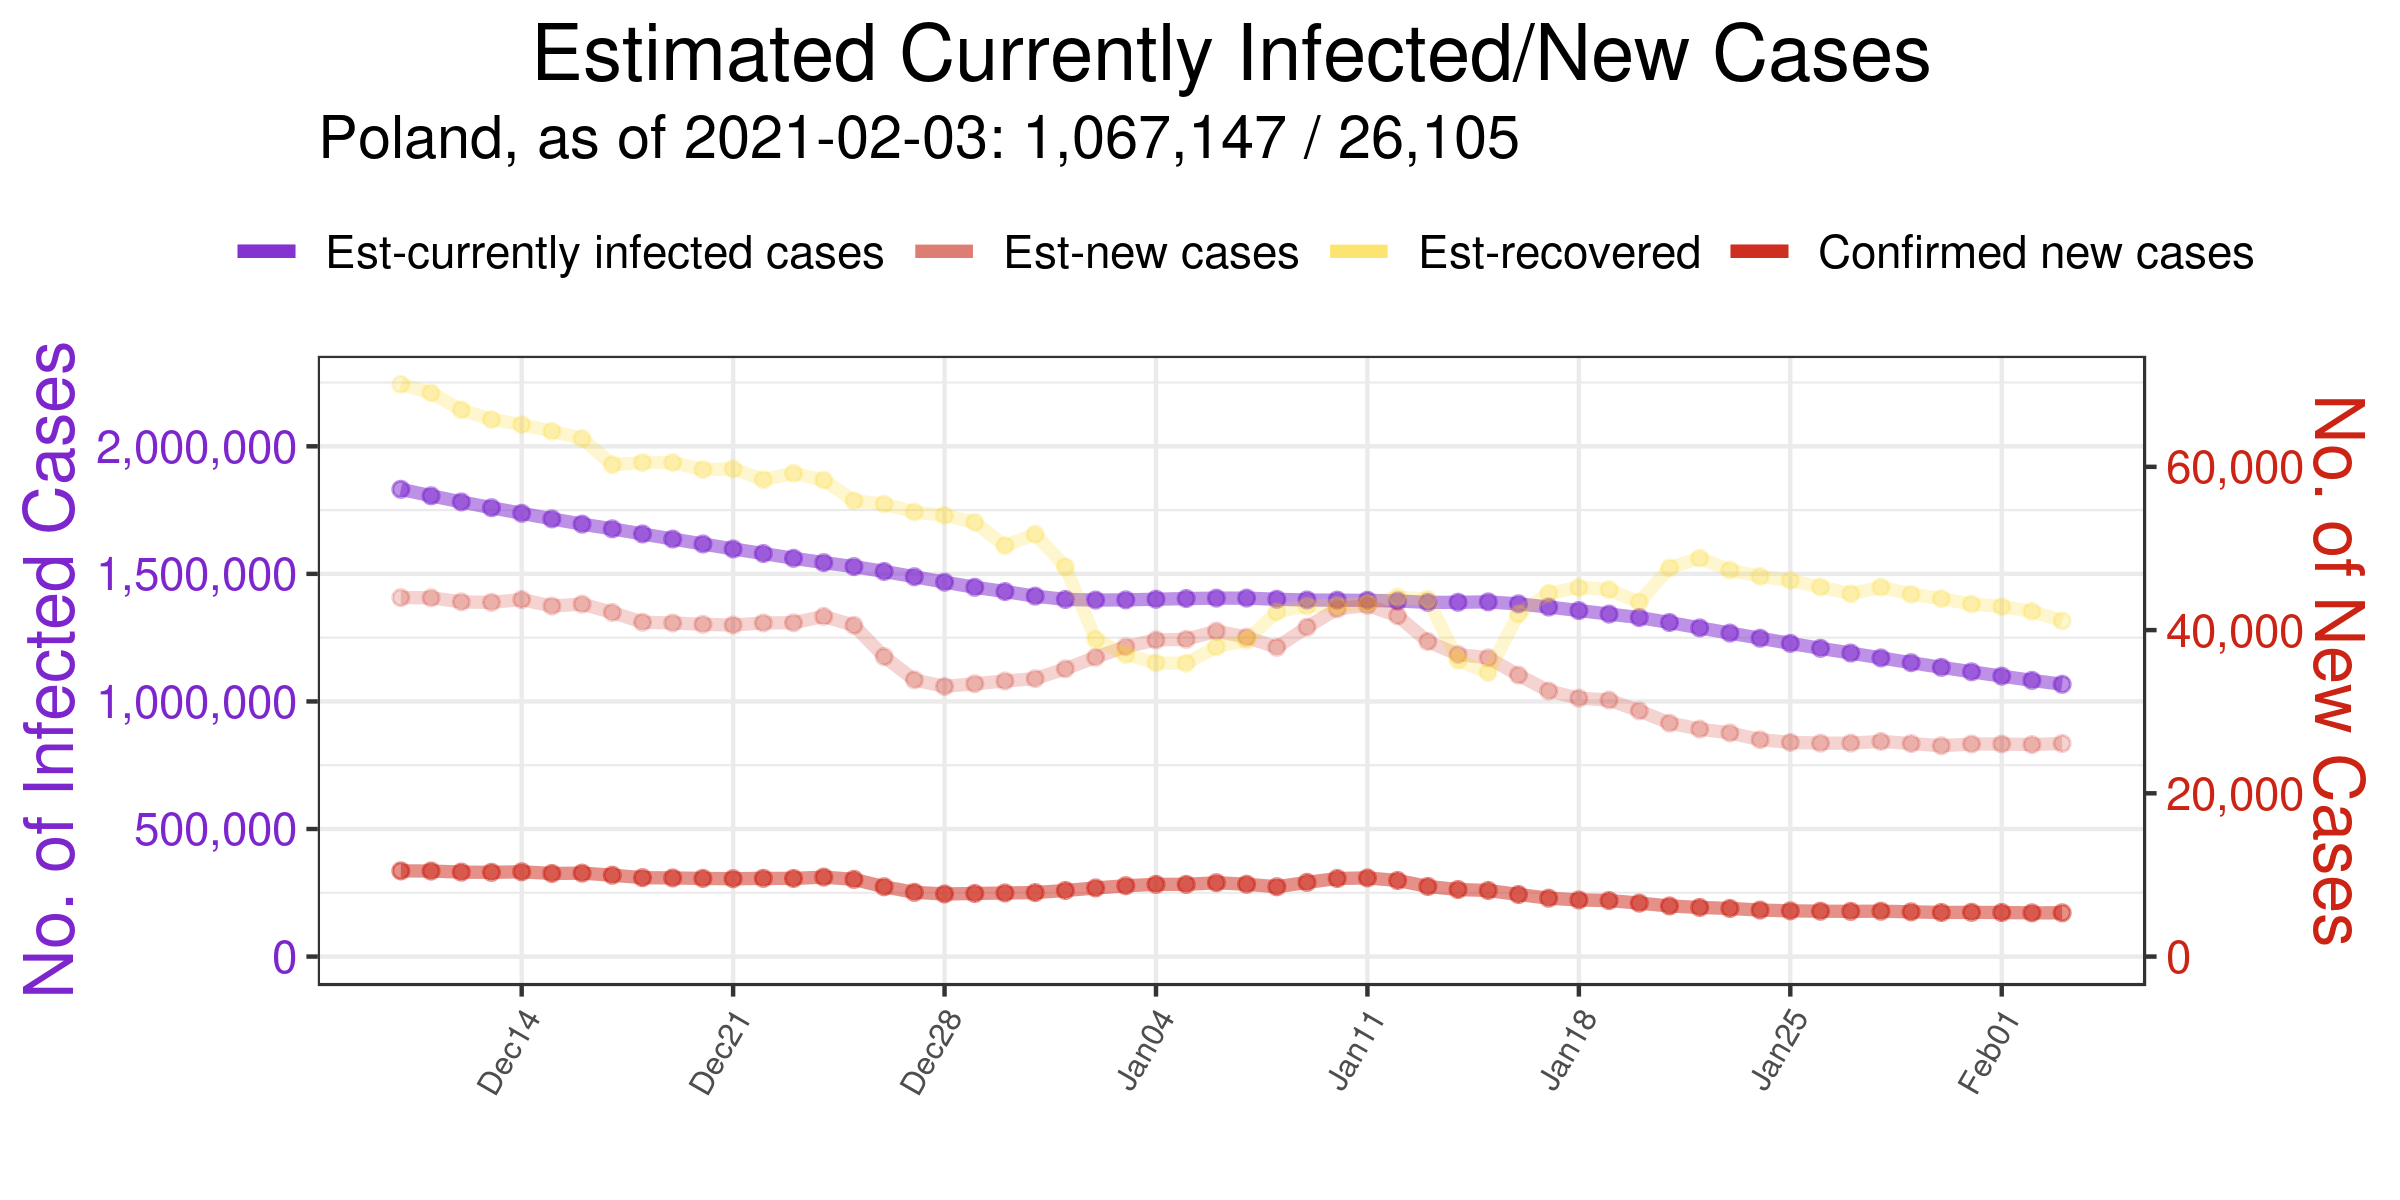 Estimated Currently Infected/New Cases
Poland, as of 2021-02-03: 1,067,147 / 26,105
Est-currently infected cases Est-new cases Est-recovered Confirmed new cases
No. of Infected Cases
2,000,000
1,500,000
1,000,000
500,000
0
60,000
40,000
20,000
0
No. of New Cases
Dec14 Dec21 Dec28 Jan04 Jan11 Jan18 Jan25 Feb01